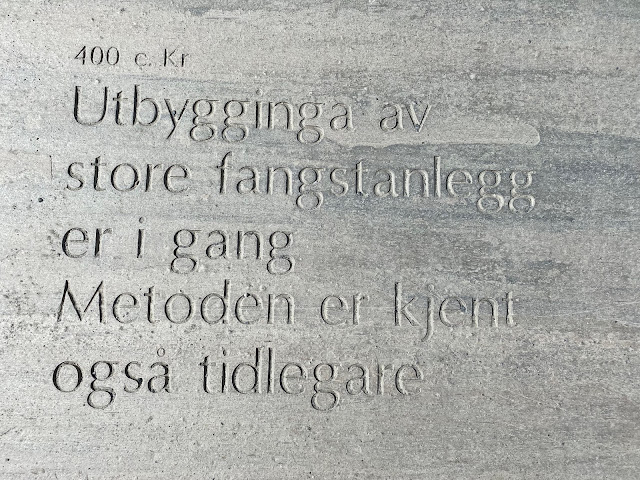 400 e. Kr
Utbygginga av
store fangstanlegg
er i gang
Metoden er kjent
også tidlegare